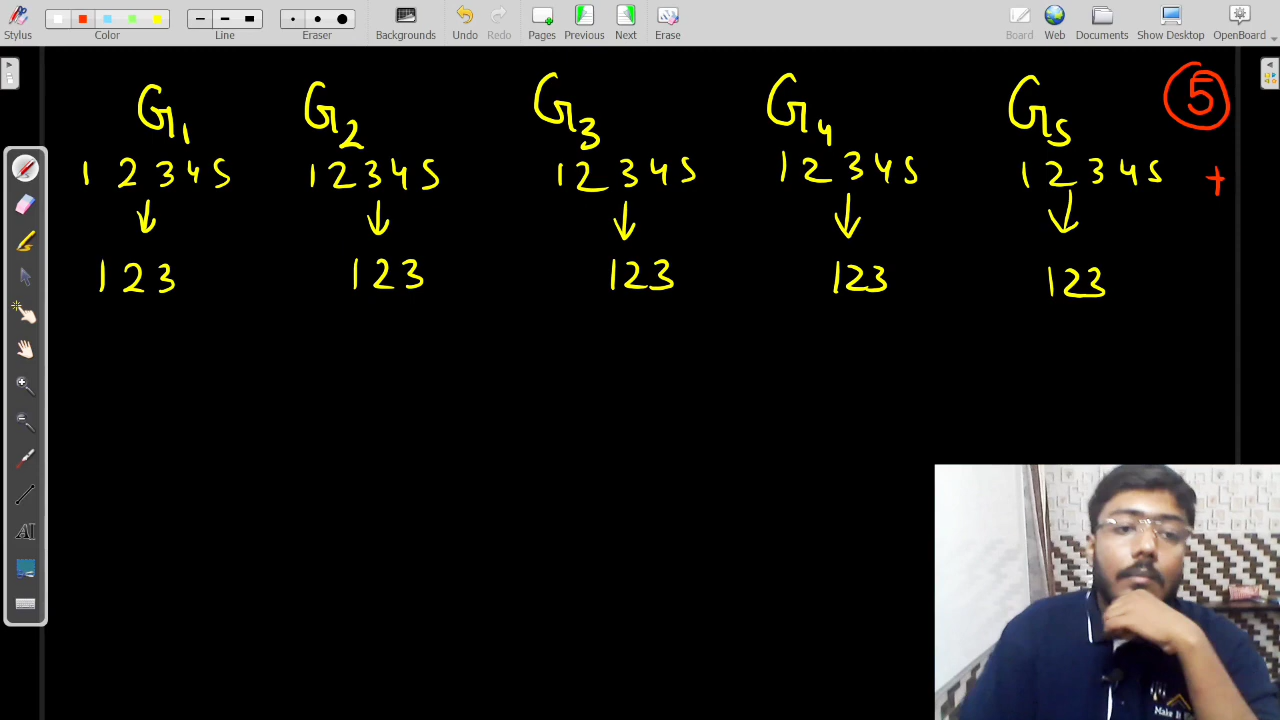 Stylus Color Line Eraser Backgrounds Undo Redo Pages Previous Next Erase Board Web Documents Show Desktop OpenBoard
G1 G2 G3 G4 G5 5
1 2 3 4 5 1 2 3 4 5 1 2 3 4 5 1 2 3 4 5 1 2 3 4 5 +
↓ ↓ ↓ ↓ ↓
1 2 3 1 2 3 1 2 3 1 2 3 1 2 3
AI
Make It